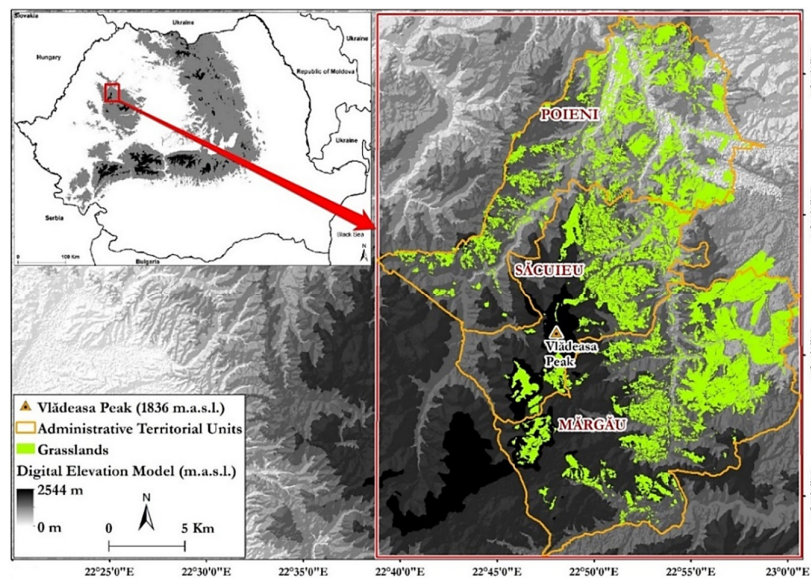 Slovakia
Ukraine
Ukraine
Hungary
Republic of Moldova
Ukraine
Serbia
Black Sea
N
0 100 Km
Bulgaria
POIENI
SĂCUIEU
Vlădeasa
Peak
MĂRGĂU
Vlădeasa Peak (1836 m.a.s.l.)
Administrative Territorial Units
Grasslands
Digital Elevation Model (m.a.s.l.)
2544 m
0 m
N
0 5 Km
22°25'0"E 22°30'0"E 22°35'0"E 22°40'0"E 22°45'0"E 22°50'0"E 22°55'0"E 23°0'0"E